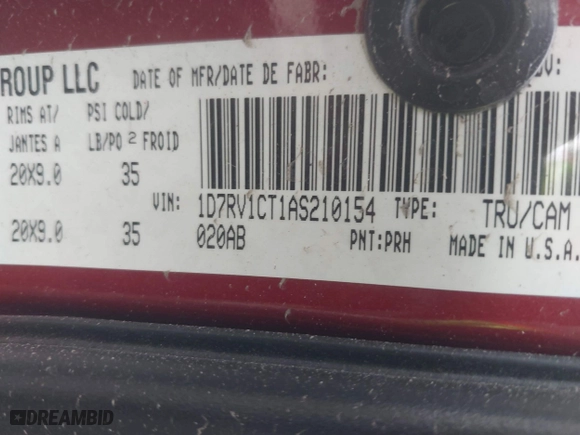 ROUP LLC DATE OF MFR/DATE DE FABR:
RIMS AT/ PSI COLD/
JANTES A LB/PO 2 FROID
20X9.0 35
VIN: 1D7RV1CT1AS210154 TYPE: TRU/CAM
20X9.0 35 020AB PNT:PRH MADE IN U.S.A.
DREAMBID